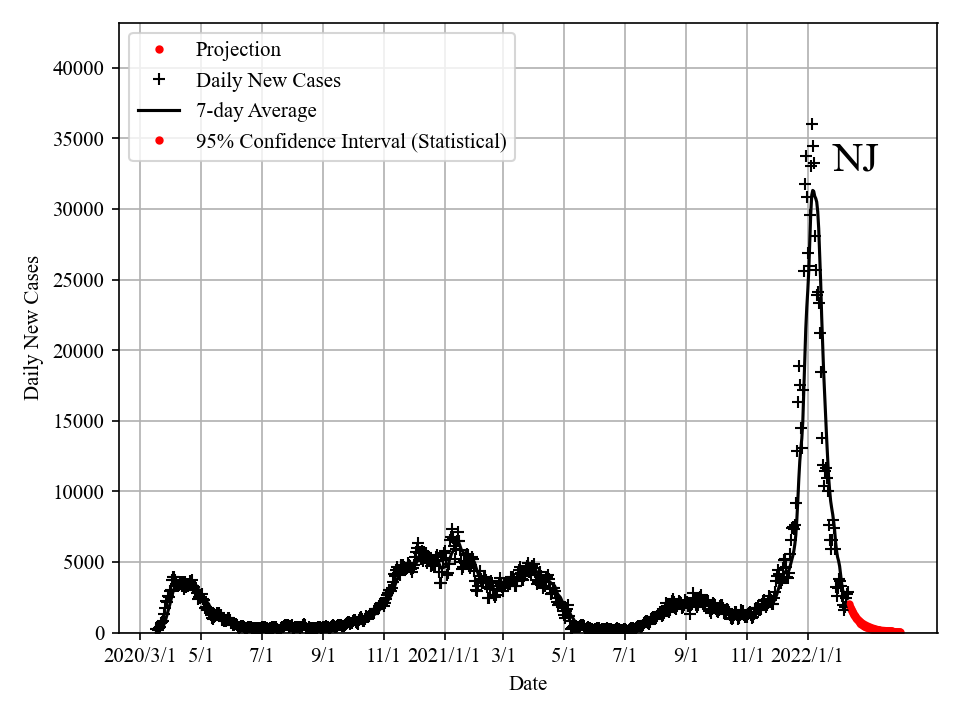 Projection
Daily New Cases
7-day Average
95% Confidence Interval (Statistical)
NJ
40000
35000
30000
25000
20000
15000
10000
5000
0
Daily New Cases
2020/3/1 5/1 7/1 9/1 11/1 2021/1/1 3/1 5/1 7/1 9/1 11/1 2022/1/1
Date